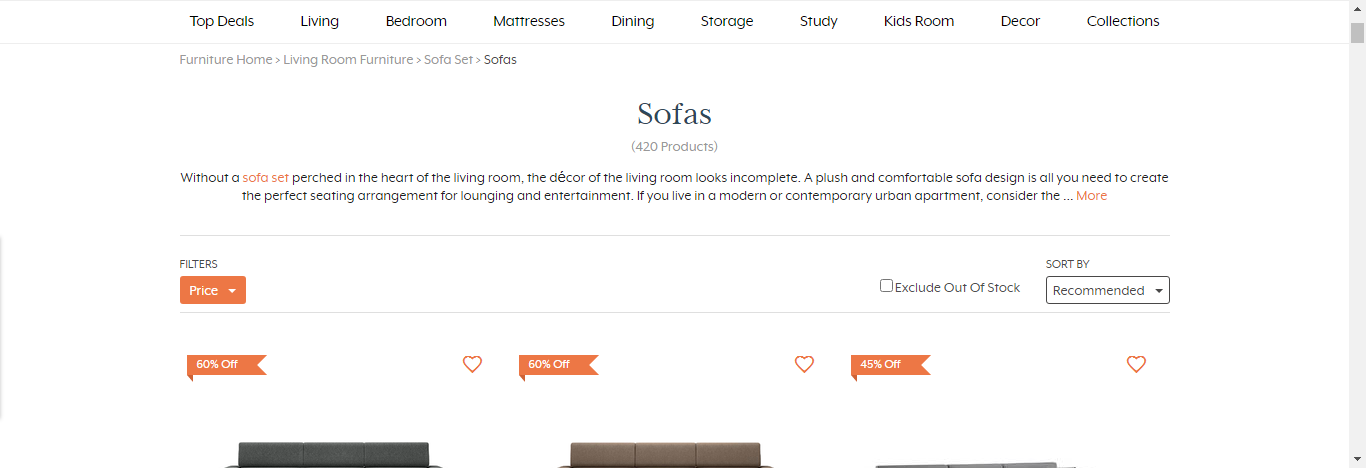 Top Deals Living Bedroom Mattresses Dining Storage Study Kids Room Decor Collections
Furniture Home > Living Room Furniture > Sofa Set > Sofas
Sofas
(420 Products)
Without a sofa set perched in the heart of the living room, the décor of the living room looks incomplete. A plush and comfortable sofa design is all you need to create
the perfect seating arrangement for lounging and entertainment. If you live in a modern or contemporary urban apartment, consider the ... More
FILTERS
Price
Exclude Out Of Stock
SORT BY
Recommended
60% Off
60% Off
45% Off